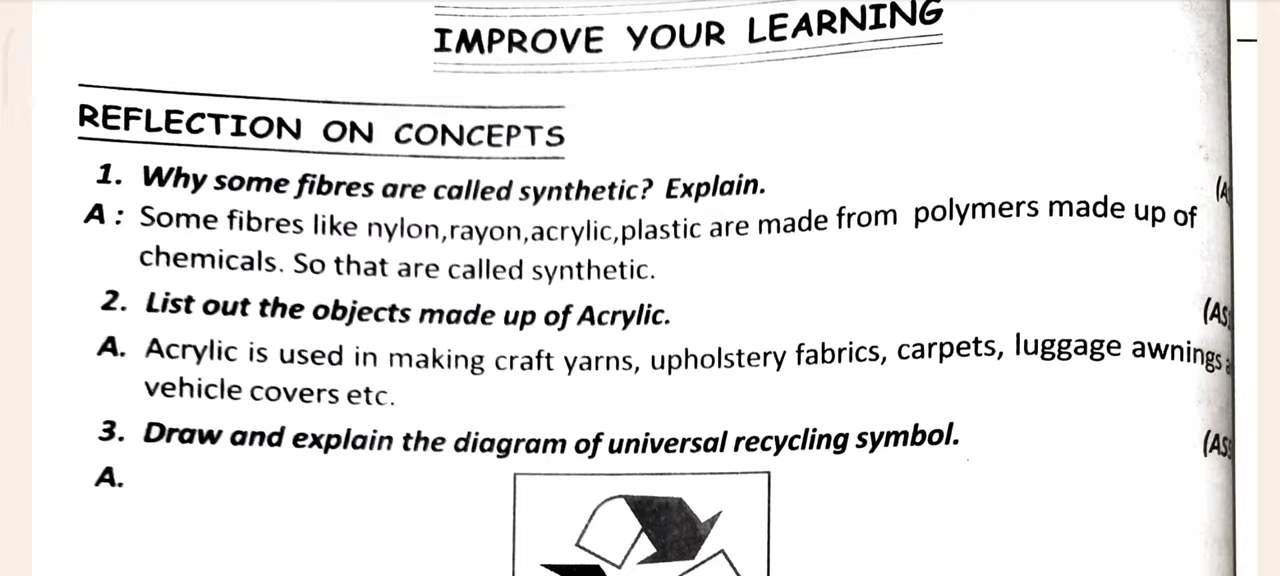 IMPROVE YOUR LEARNING
REFLECTION ON CONCEPTS
1. Why some fibres are called synthetic? Explain.
A : Some fibres like nylon,rayon,acrylic,plastic are made from polymers made up of
chemicals. So that are called synthetic.
2. List out the objects made up of Acrylic.
A. Acrylic is used in making craft yarns, upholstery fabrics, carpets, luggage awnings
vehicle covers etc.
3. Draw and explain the diagram of universal recycling symbol.
A.